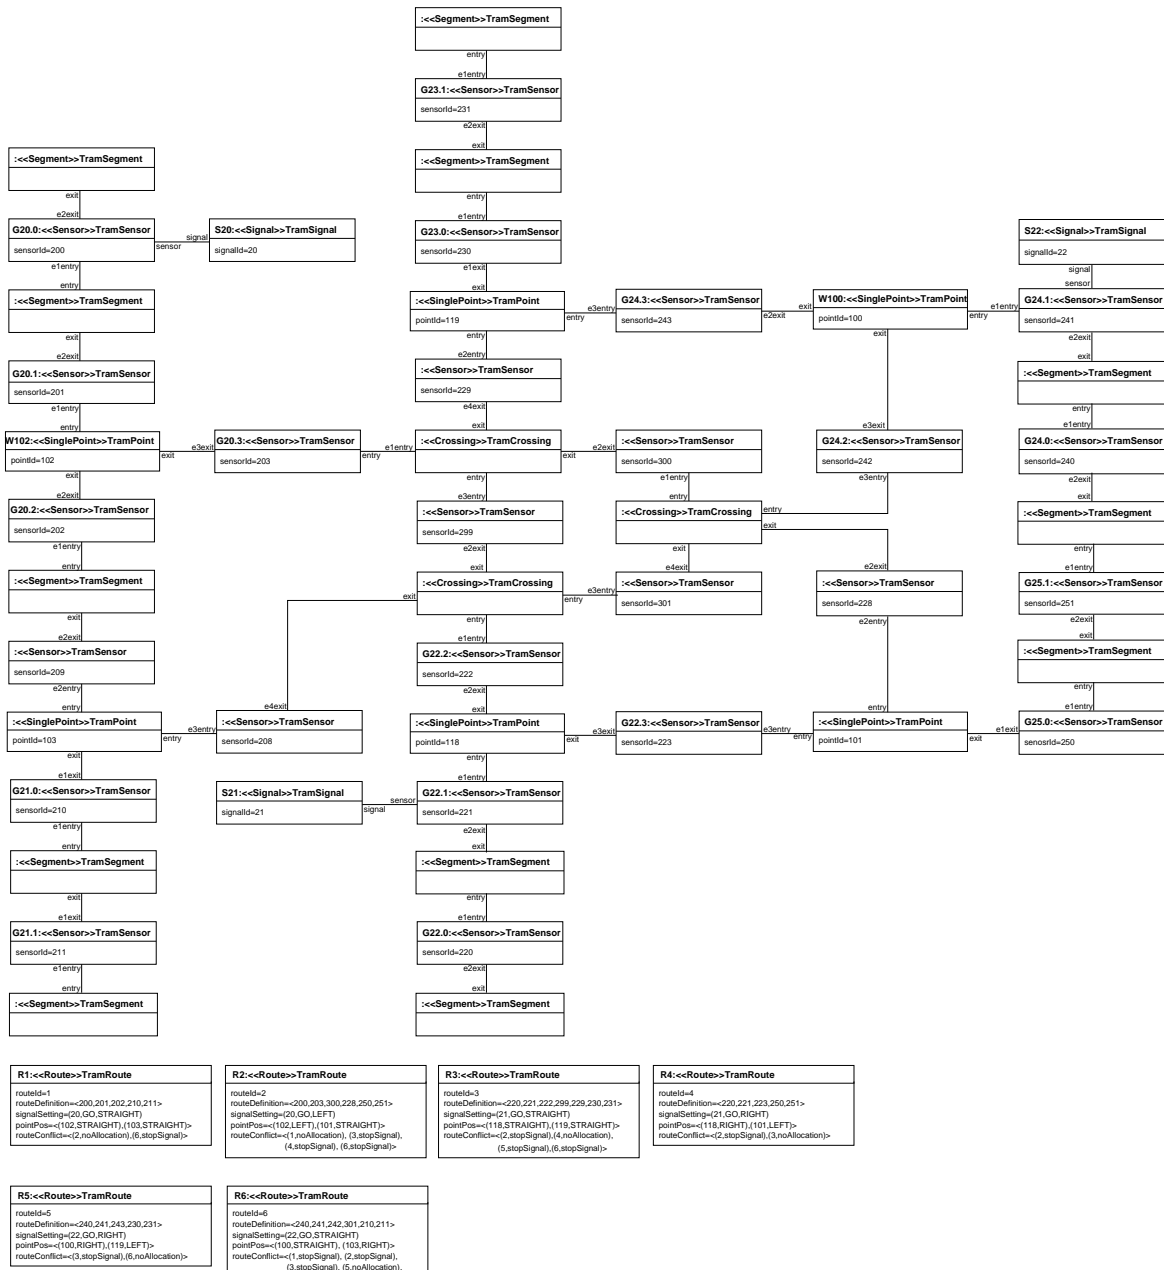 :<<Segment>>TramSegment
entry
e1entry
G23.1:<<Sensor>>TramSensor
sensorId=231
e2exit
exit
:<<Segment>>TramSegment
:<<Segment>>TramSegment
exit
entry
e2exit
e1entry
G20.0:<<Sensor>>TramSensor
sensorId=200
signal
sensor
S20:<<Signal>>TramSignal
signalId=20
G23.0:<<Sensor>>TramSensor
sensorId=230
S22:<<Signal>>TramSignal
signalId=22
e1entry
entry
e1exit
exit
signal
sensor
:<<Segment>>TramSegment
:<<SinglePoint>>TramPoint
pointId=119
e3entry
entry
G24.3:<<Sensor>>TramSensor
sensorId=243
exit
e2exit
W100:<<SinglePoint>>TramPoint
pointId=100
e1entry
entry
G24.1:<<Sensor>>TramSensor
sensorId=241
exit
e2exit
entry
e2entry
exit
e2exit
exit
G20.1:<<Sensor>>TramSensor
sensorId=201
:<<Sensor>>TramSensor
sensorId=229
:<<Segment>>TramSegment
e1entry
entry
e4exit
exit
e3exit
entry
e1entry
W102:<<SinglePoint>>TramPoint
pointId=102
e3exit
exit
G20.3:<<Sensor>>TramSensor
sensorId=203
e1entry
entry
:<<Crossing>>TramCrossing
e2exit
exit
:<<Sensor>>TramSensor
sensorId=300
G24.2:<<Sensor>>TramSensor
sensorId=242
G24.0:<<Sensor>>TramSensor
sensorId=240
exit
e2exit
entry
e3entry
e1entry
entry
e3entry
e2exit
exit
G20.2:<<Sensor>>TramSensor
sensorId=202
:<<Sensor>>TramSensor
sensorId=299
:<<Crossing>>TramCrossing
entry
exit
:<<Segment>>TramSegment
e1entry
entry
e2exit
exit
exit
e4exit
e2exit
entry
e1entry
:<<Segment>>TramSegment
:<<Crossing>>TramCrossing
exit
e3entry
entry
:<<Sensor>>TramSensor
sensorId=301
:<<Sensor>>TramSensor
sensorId=228
G25.1:<<Sensor>>TramSensor
sensorId=251
exit
e2exit
entry
e1entry
e2entry
e2exit
exit
:<<Sensor>>TramSensor
sensorId=209
G22.2:<<Sensor>>TramSensor
sensorId=222
:<<Segment>>TramSegment
e2entry
entry
e4exit
e2exit
exit
entry
entry
e1entry
:<<SinglePoint>>TramPoint
pointId=103
e3entry
entry
:<<Sensor>>TramSensor
sensorId=208
:<<SinglePoint>>TramPoint
pointId=118
e3exit
exit
G22.3:<<Sensor>>TramSensor
sensorId=223
e3entry
entry
:<<SinglePoint>>TramPoint
pointId=101
e1exit
exit
G25.0:<<Sensor>>TramSensor
senosrId=250
exit
e1exit
entry
e1entry
G21.0:<<Sensor>>TramSensor
sensorId=210
S21:<<Signal>>TramSignal
signalId=21
sensor
signal
G22.1:<<Sensor>>TramSensor
sensorId=221
e1entry
entry
e2exit
exit
:<<Segment>>TramSegment
:<<Segment>>TramSegment
exit
e1exit
entry
e1entry
G21.1:<<Sensor>>TramSensor
sensorId=211
G22.0:<<Sensor>>TramSensor
sensorId=220
e1entry
entry
e2exit
exit
:<<Segment>>TramSegment
:<<Segment>>TramSegment
R1:<<Route>>TramRoute
routeId=1
routeDefinition=<200,201,202,210,211>
signalSetting=(20,GO,STRAIGHT)
pointPos=<(102,STRAIGHT),(103,STRAIGHT)>
routeConflict=<(2,noAllocation),(6,stopSignal)>
R2:<<Route>>TramRoute
routeId=2
routeDefinition=<200,203,300,228,250,251>
signalSetting=(20,GO,LEFT)
pointPos=<(102,LEFT),(101,STRAIGHT)>
routeConflict=<(1,noAllocation), (3,stopSignal),
(4,stopSignal), (6,stopSignal)>
R3:<<Route>>TramRoute
routeId=3
routeDefinition=<220,221,222,299,229,230,231>
signalSetting=(21,GO,STRAIGHT)
pointPos=<(118,STRAIGHT),(119,STRAIGHT)>
routeConflict=<(2,stopSignal),(4,noAllocation),
(5,stopSignal),(6,stopSignal)>
R4:<<Route>>TramRoute
routeId=4
routeDefinition=<220,221,223,250,251>
signalSetting=(21,GO,RIGHT)
pointPos=<(118,RIGHT),(101,LEFT)>
routeConflict=<(2,stopSignal),(3,noAllocation)>
R5:<<Route>>TramRoute
routeId=5
routeDefinition=<240,241,243,230,231>
signalSetting=(22,GO,RIGHT)
pointPos=<(100,RIGHT),(119,LEFT)>
routeConflict=<(3,stopSignal),(6,noAllocation)>
R6:<<Route>>TramRoute
routeId=6
routeDefinition=<240,241,242,301,210,211>
signalSetting=(22,GO,STRAIGHT)
pointPos=<(100,STRAIGHT), (103,RIGHT)>
routeConflict=<(1,stopSignal), (2,stopSignal),
(3,stopSignal), (5,noAllocation),